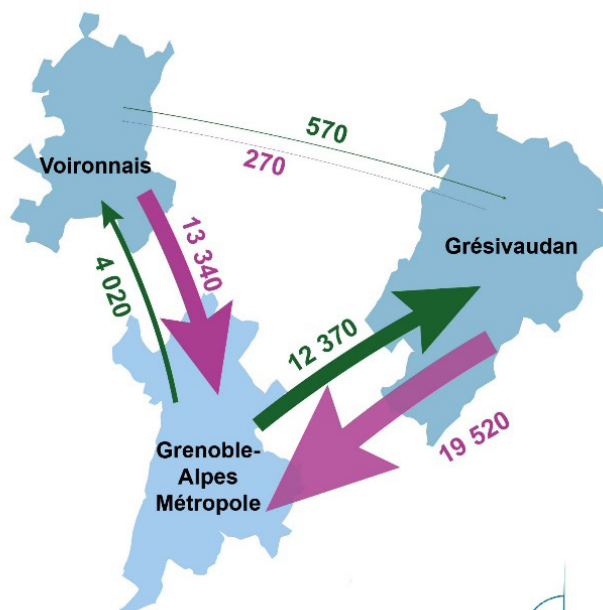 570
270
Voironnais
13 340
4 020
Grésivaudan
12 370
19 520
Grenoble-
Alpes
Métropole